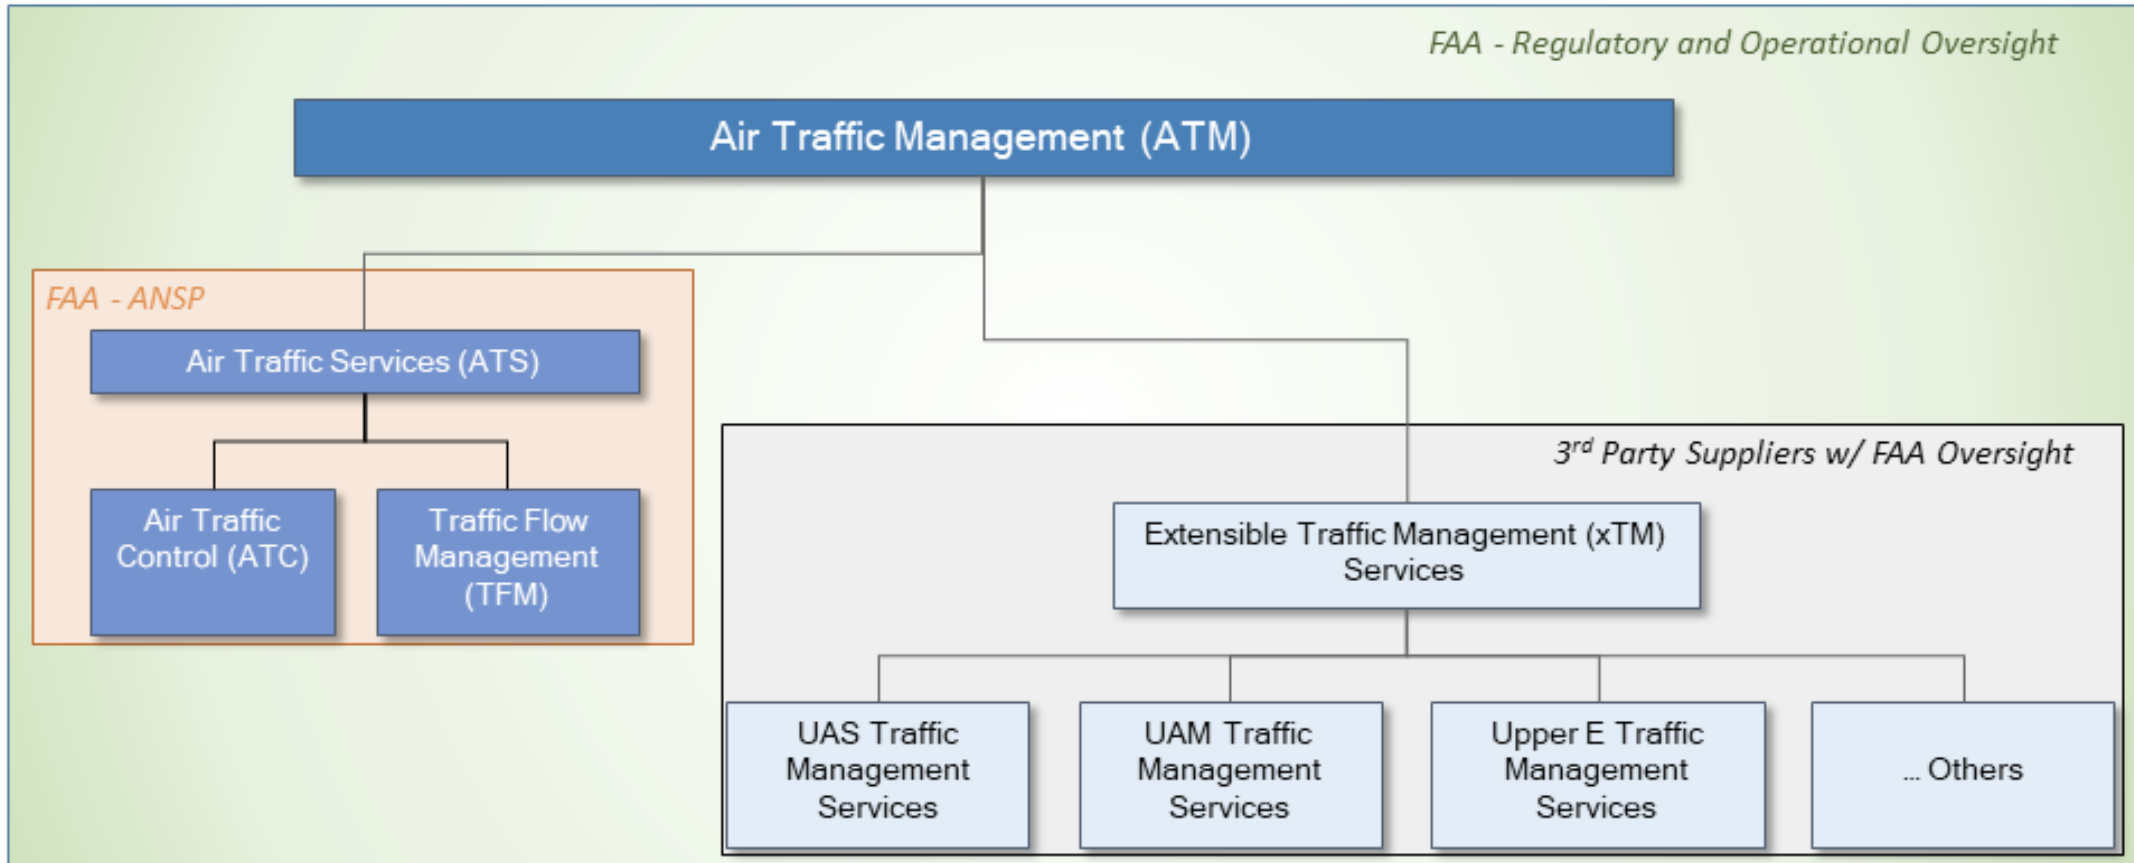 FAA - Regulatory and Operational Oversight
Air Traffic Management (ATM)
FAA - ANSP
Air Traffic Services (ATS)
Air Traffic
Control (ATC)
Traffic Flow
Management
(TFM)
3rd Party Suppliers w/ FAA Oversight
Extensible Traffic Management (xTM)
Services
UAS Traffic
Management
Services
UAM Traffic
Management
Services
Upper E Traffic
Management
Services
... Others